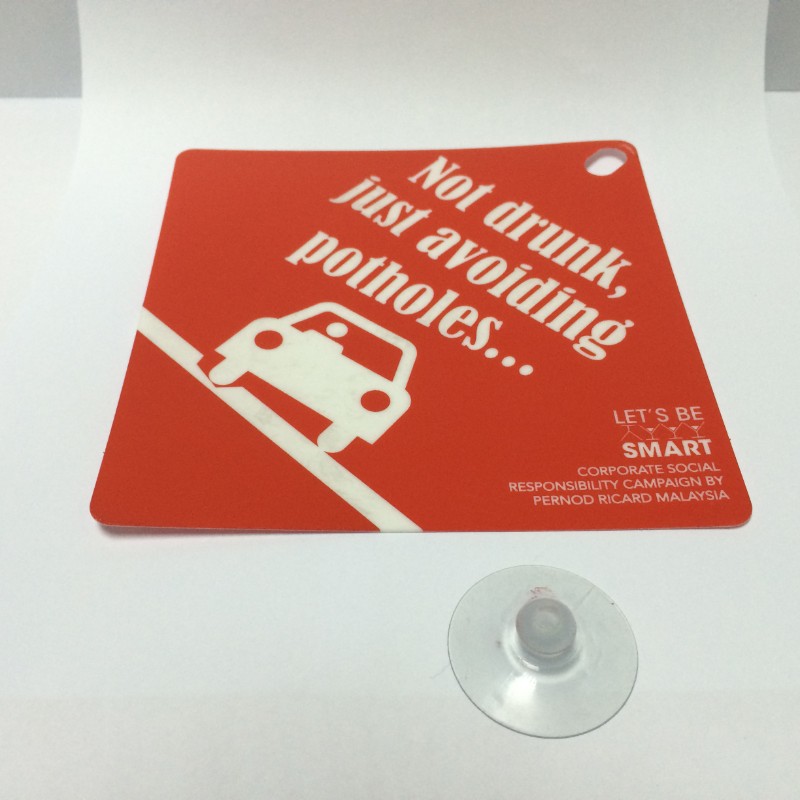 Not drunk,
just avoiding
potholes...
LET'S BE
SMART
CORPORATE SOCIAL
RESPONSIBILITY CAMPAIGN BY
PERNOD RICARD MALAYSIA